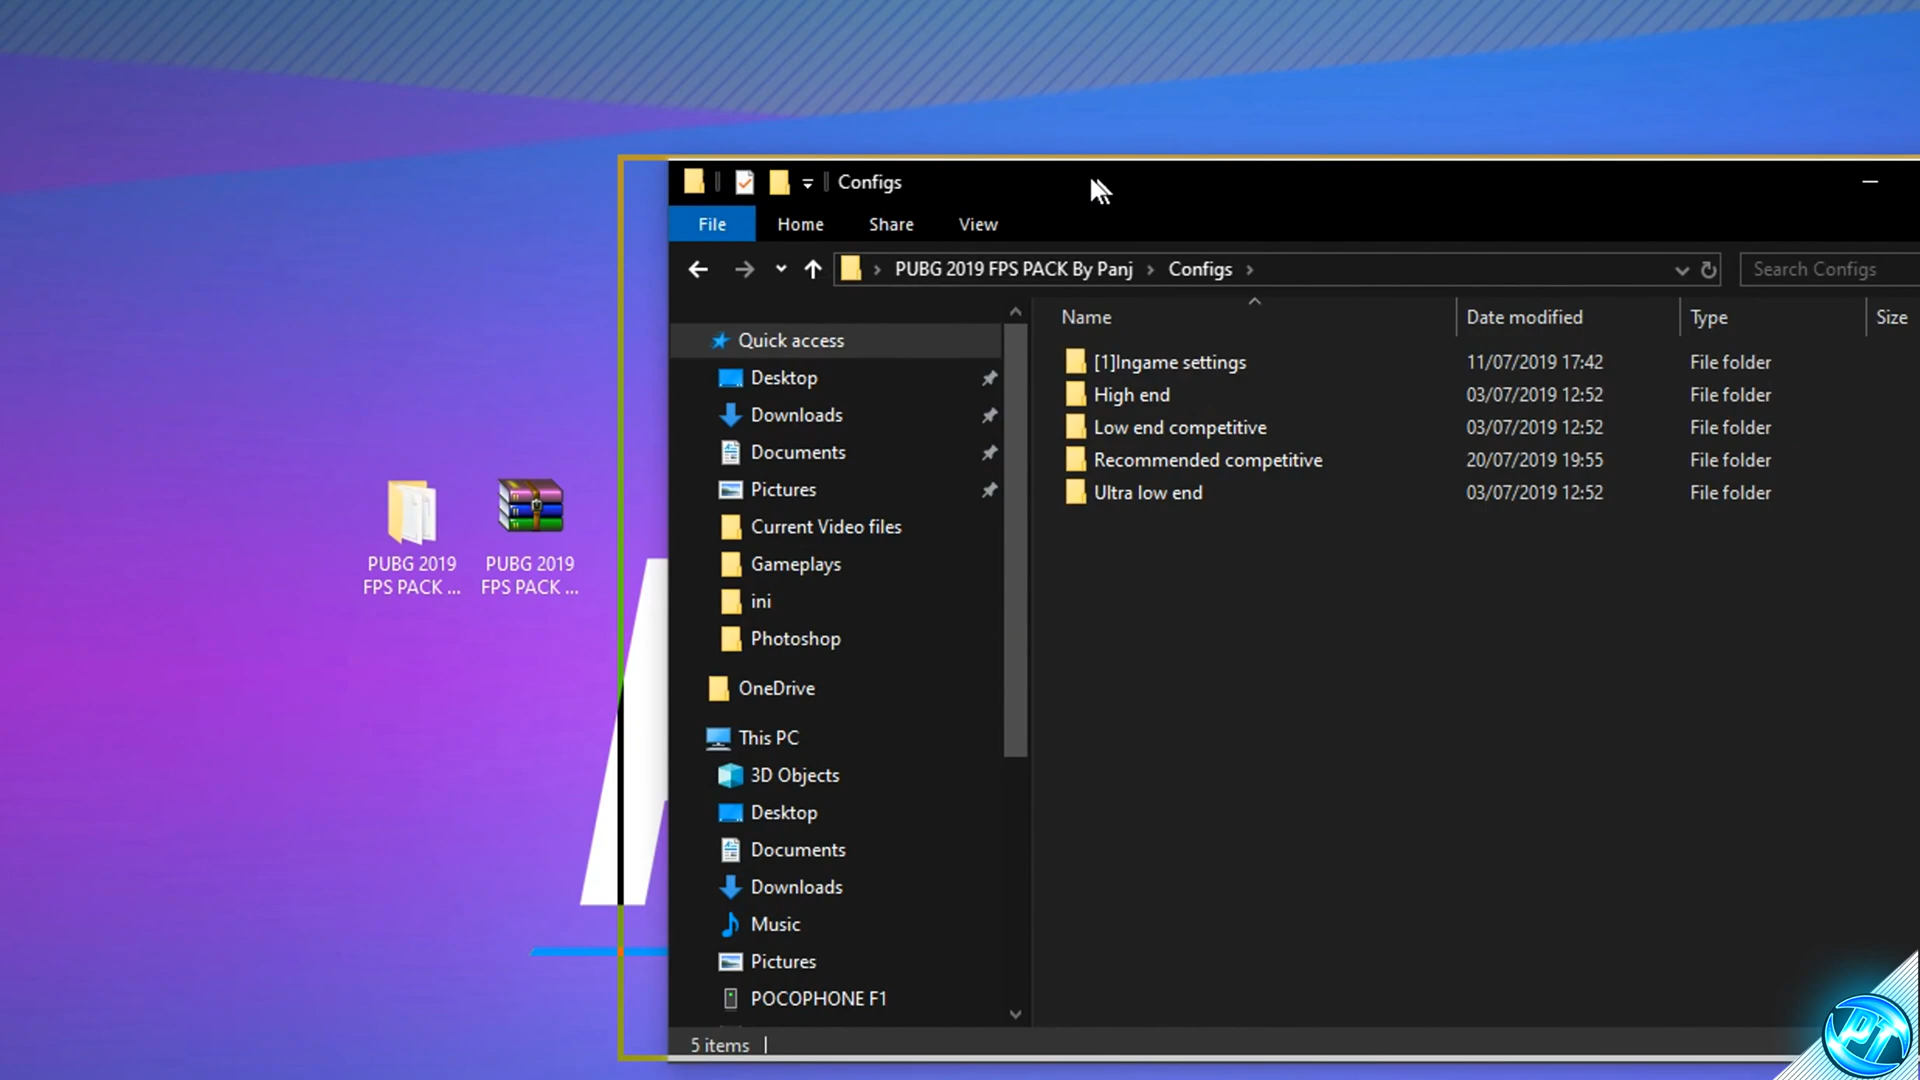 Configs
File Home Share View
PUBG 2019 FPS PACK By Panj Configs
Search Configs
Name Date modified Type Size
[1]Ingame settings 11/07/2019 17:42 File folder
High end 03/07/2019 12:52 File folder
Low end competitive 03/07/2019 12:52 File folder
Recommended competitive 20/07/2019 19:55 File folder
Ultra low end 03/07/2019 12:52 File folder
Quick access
Desktop
Downloads
Documents
Pictures
Current Video files
Gameplays
ini
Photoshop
OneDrive
This PC
3D Objects
Desktop
Documents
Downloads
Music
Pictures
POCOPHONE F1
5 items
PUBG 2019
FPS PACK ...
PUBG 2019
FPS PACK ...
PT